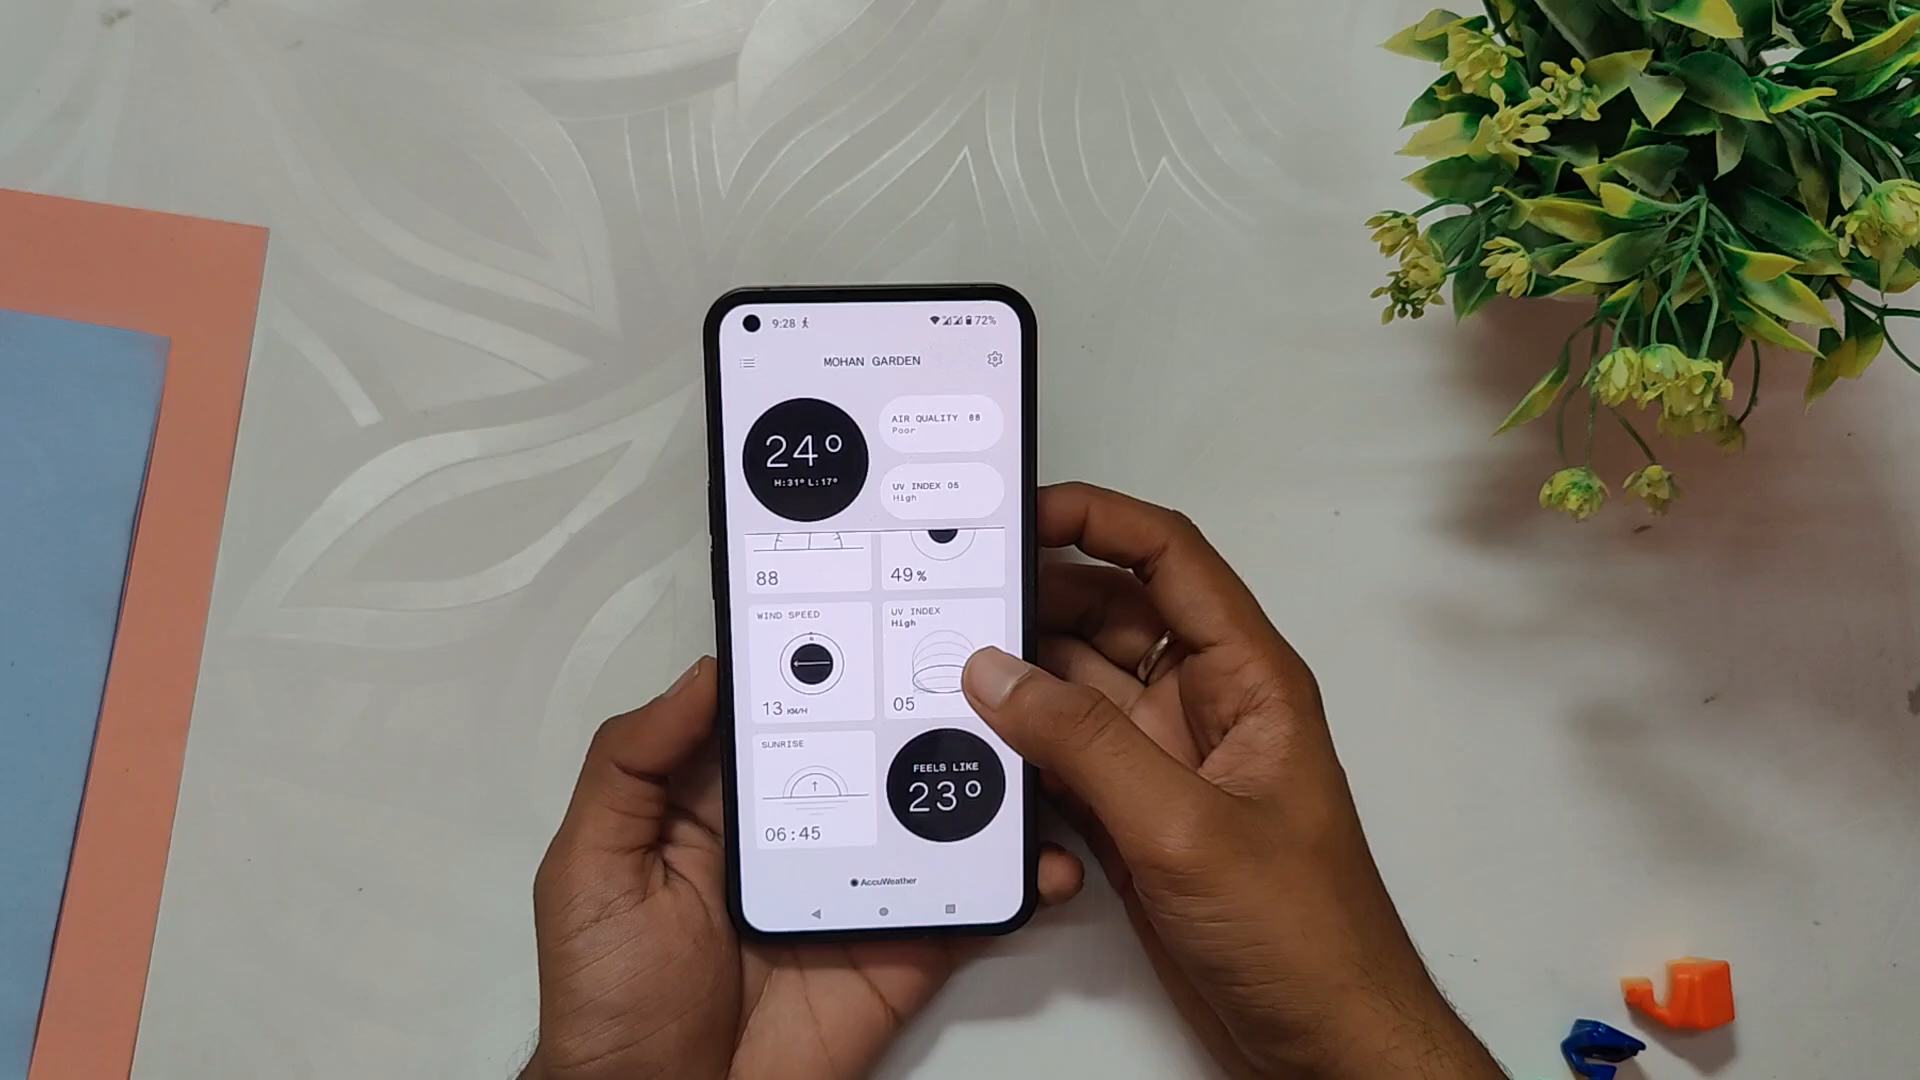 9:28
72%
MOHAN GARDEN
24°
H:31° L:17°
AIR QUALITY 88
Poor
UV INDEX 05
High
88
49%
WIND SPEED
N
13 KM/H
UV INDEX
High
05
SUNRISE
06:45
FEELS LIKE
23°
AccuWeather